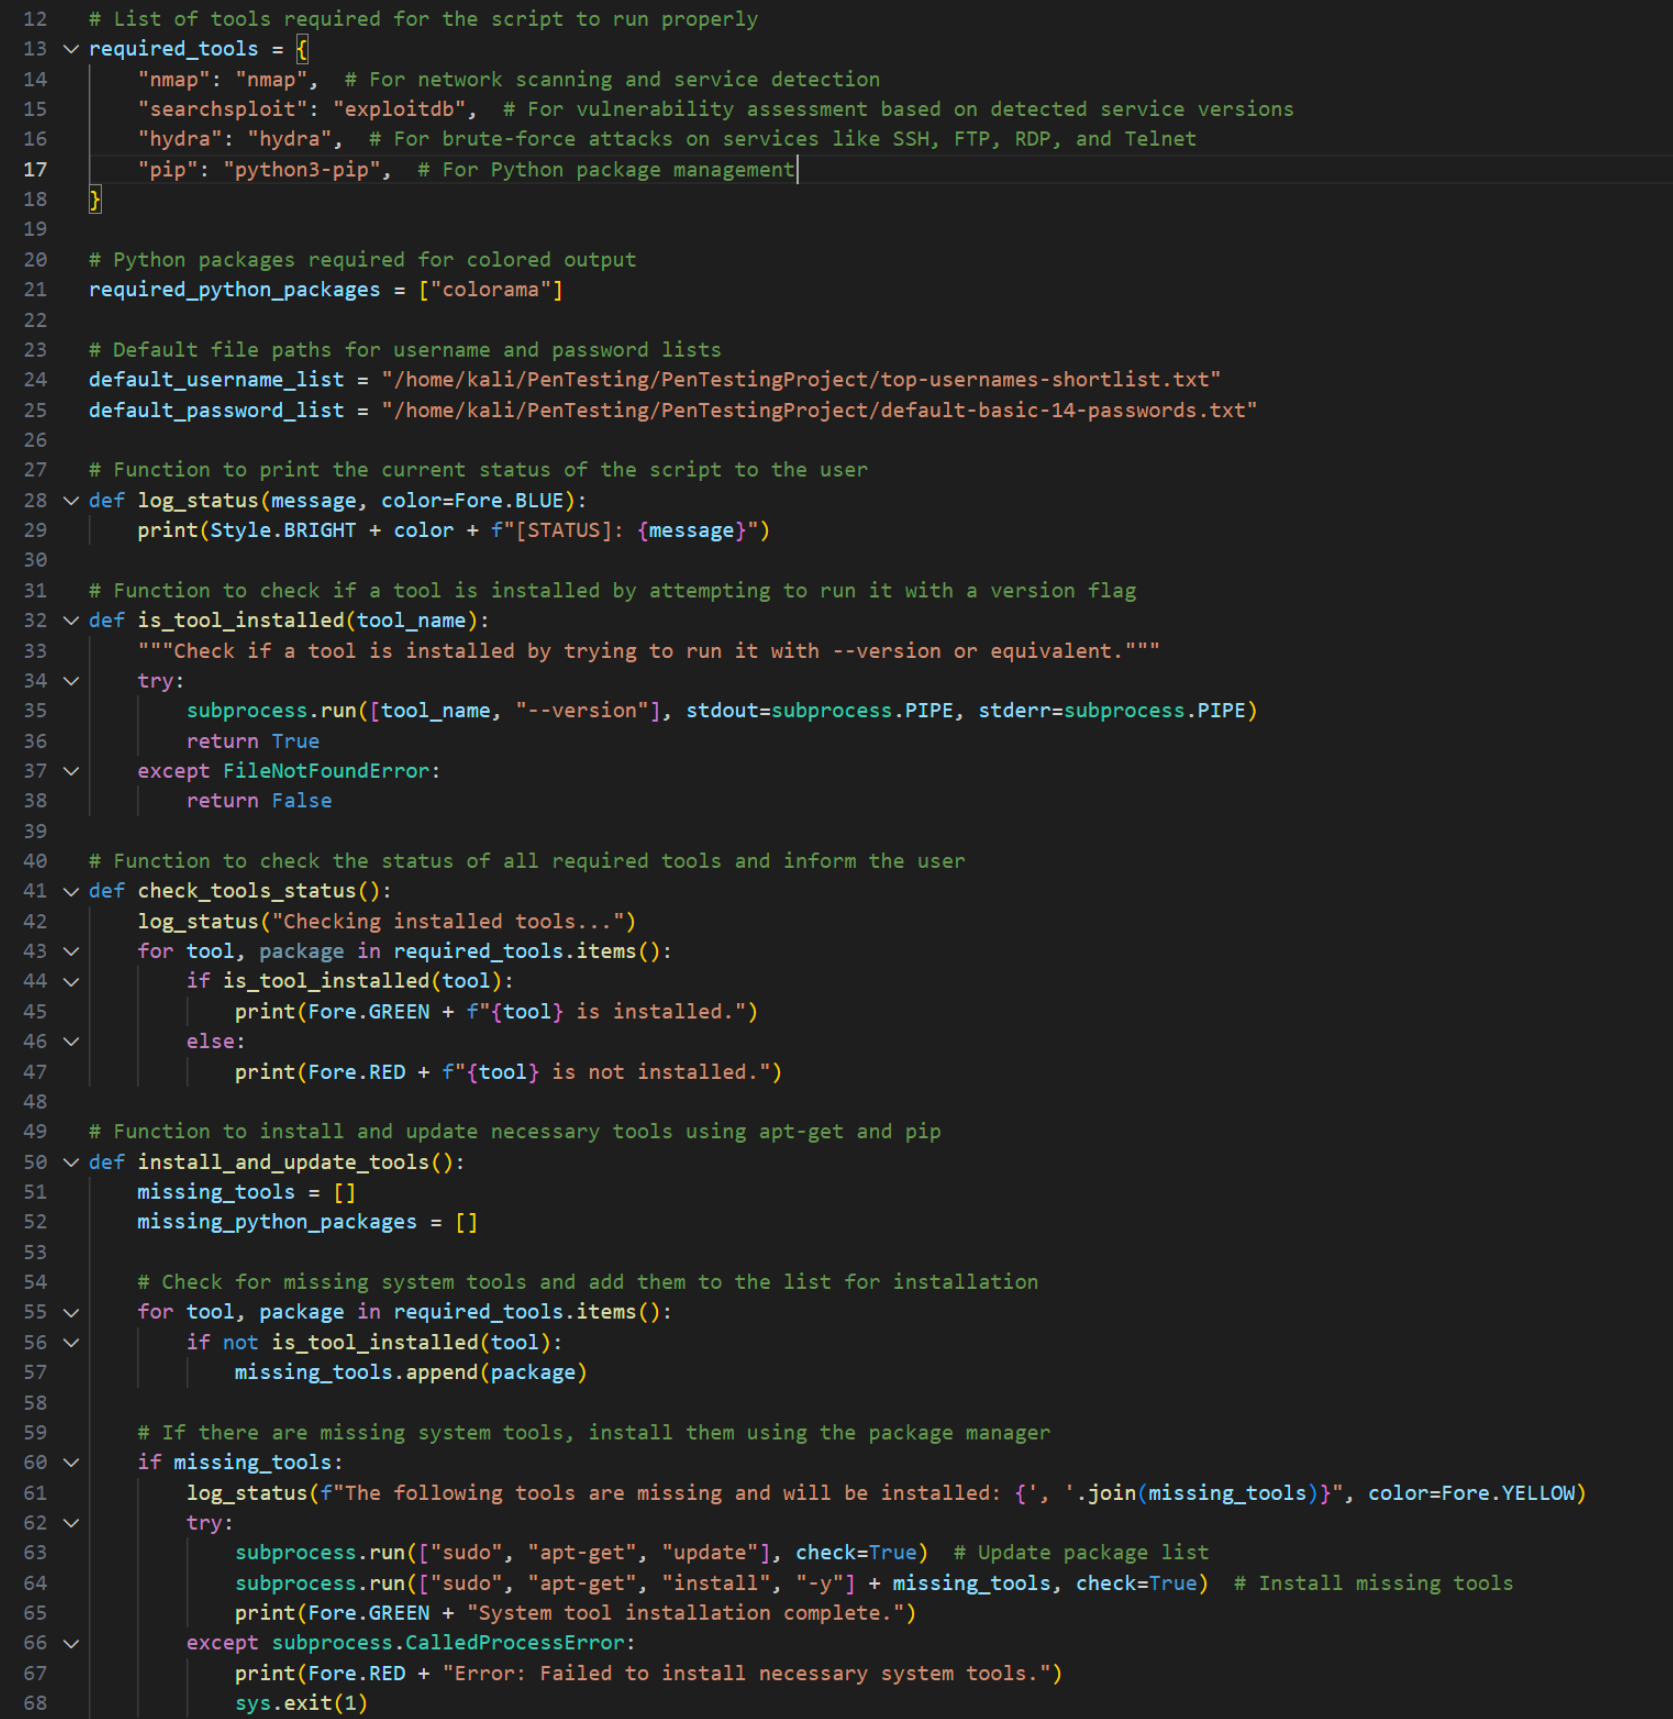 12 # List of tools required for the script to run properly
13 required_tools = {
14     "nmap": "nmap",  # For network scanning and service detection
15     "searchsploit": "exploitdb",  # For vulnerability assessment based on detected service versions
16     "hydra": "hydra",  # For brute-force attacks on services like SSH, FTP, RDP, and Telnet
17     "pip": "python3-pip",  # For Python package management
18 }
19
20 # Python packages required for colored output
21 required_python_packages = ["colorama"]
22
23 # Default file paths for username and password lists
24 default_username_list = "/home/kali/PenTesting/PenTestingProject/top-usernames-shortlist.txt"
25 default_password_list = "/home/kali/PenTesting/PenTestingProject/default-basic-14-passwords.txt"
26
27 # Function to print the current status of the script to the user
28 def log_status(message, color=Fore.BLUE):
29     print(Style.BRIGHT + color + f"[STATUS]: {message}")
30
31 # Function to check if a tool is installed by attempting to run it with a version flag
32 def is_tool_installed(tool_name):
33     """Check if a tool is installed by trying to run it with --version or equivalent."""
34     try:
35         subprocess.run([tool_name, "--version"], stdout=subprocess.PIPE, stderr=subprocess.PIPE)
36         return True
37     except FileNotFoundError:
38         return False
39
40 # Function to check the status of all required tools and inform the user
41 def check_tools_status():
42     log_status("Checking installed tools...")
43     for tool, package in required_tools.items():
44         if is_tool_installed(tool):
45             print(Fore.GREEN + f"{tool} is installed.")
46         else:
47             print(Fore.RED + f"{tool} is not installed.")
48
49 # Function to install and update necessary tools using apt-get and pip
50 def install_and_update_tools():
51     missing_tools = []
52     missing_python_packages = []
53
54     # Check for missing system tools and add them to the list for installation
55     for tool, package in required_tools.items():
56         if not is_tool_installed(tool):
57             missing_tools.append(package)
58
59     # If there are missing system tools, install them using the package manager
60     if missing_tools:
61         log_status(f"The following tools are missing and will be installed: {', '.join(missing_tools)}", color=Fore.YELLOW)
62         try:
63             subprocess.run(["sudo", "apt-get", "update"], check=True)  # Update package list
64             subprocess.run(["sudo", "apt-get", "install", "-y"] + missing_tools, check=True)  # Install missing tools
65             print(Fore.GREEN + "System tool installation complete.")
66         except subprocess.CalledProcessError:
67             print(Fore.RED + "Error: Failed to install necessary system tools.")
68             sys.exit(1)